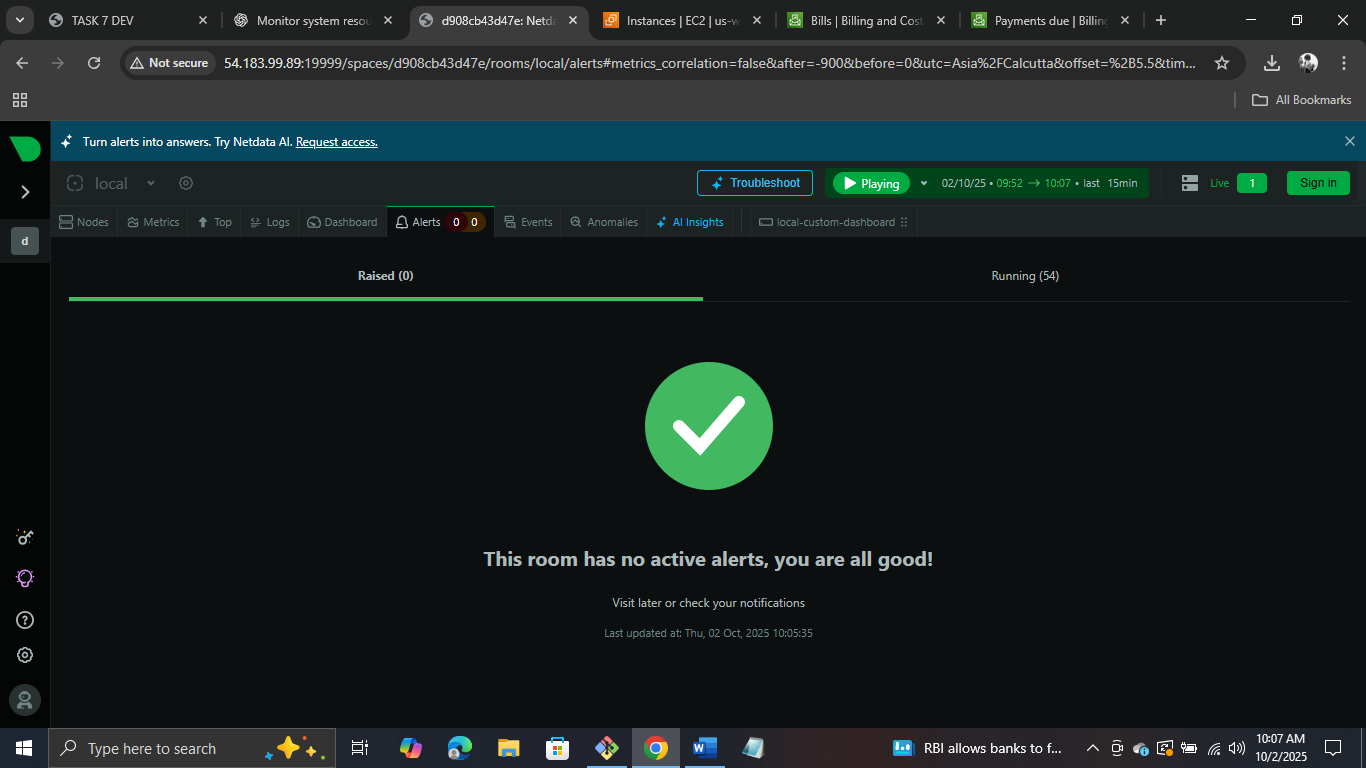 TASK 7 DEV
Monitor system resou
d908cb43d47e: Netda
Instances | EC2 | us-w
Bills | Billing and Cost
Payments due | Billing
Not secure
54.183.99.89:19999/spaces/d908cb43d47e/rooms/local/alerts#metrics_correlation=false&after=-900&before=0&utc=Asia%2FCalcutta&offset=%2B5.5&tim...
All Bookmarks
Turn alerts into answers. Try Netdata AI. Request access.
local
Troubleshoot
Playing
02/10/25 • 09:52 → 10:07 • last 15min
Live
1
Sign in
Nodes
Metrics
Top
Logs
Dashboard
Alerts 0 0
Events
Anomalies
AI Insights
local-custom-dashboard
d
Raised (0)
Running (54)
This room has no active alerts, you are all good!
Visit later or check your notifications
Last updated at: Thu, 02 Oct, 2025 10:05:35
Type here to search
RBI allows banks to f...
10:07 AM
10/2/2025